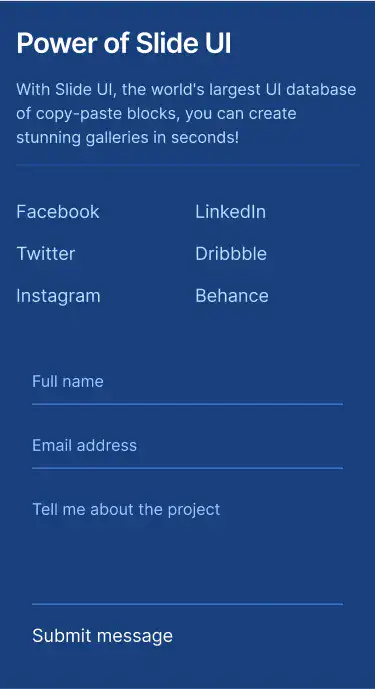 Power of Slide UI
With Slide UI, the world's largest UI database
of copy-paste blocks, you can create
stunning galleries in seconds!
Facebook
LinkedIn
Twitter
Dribbble
Instagram
Behance
Full name
Email address
Tell me about the project
Submit message